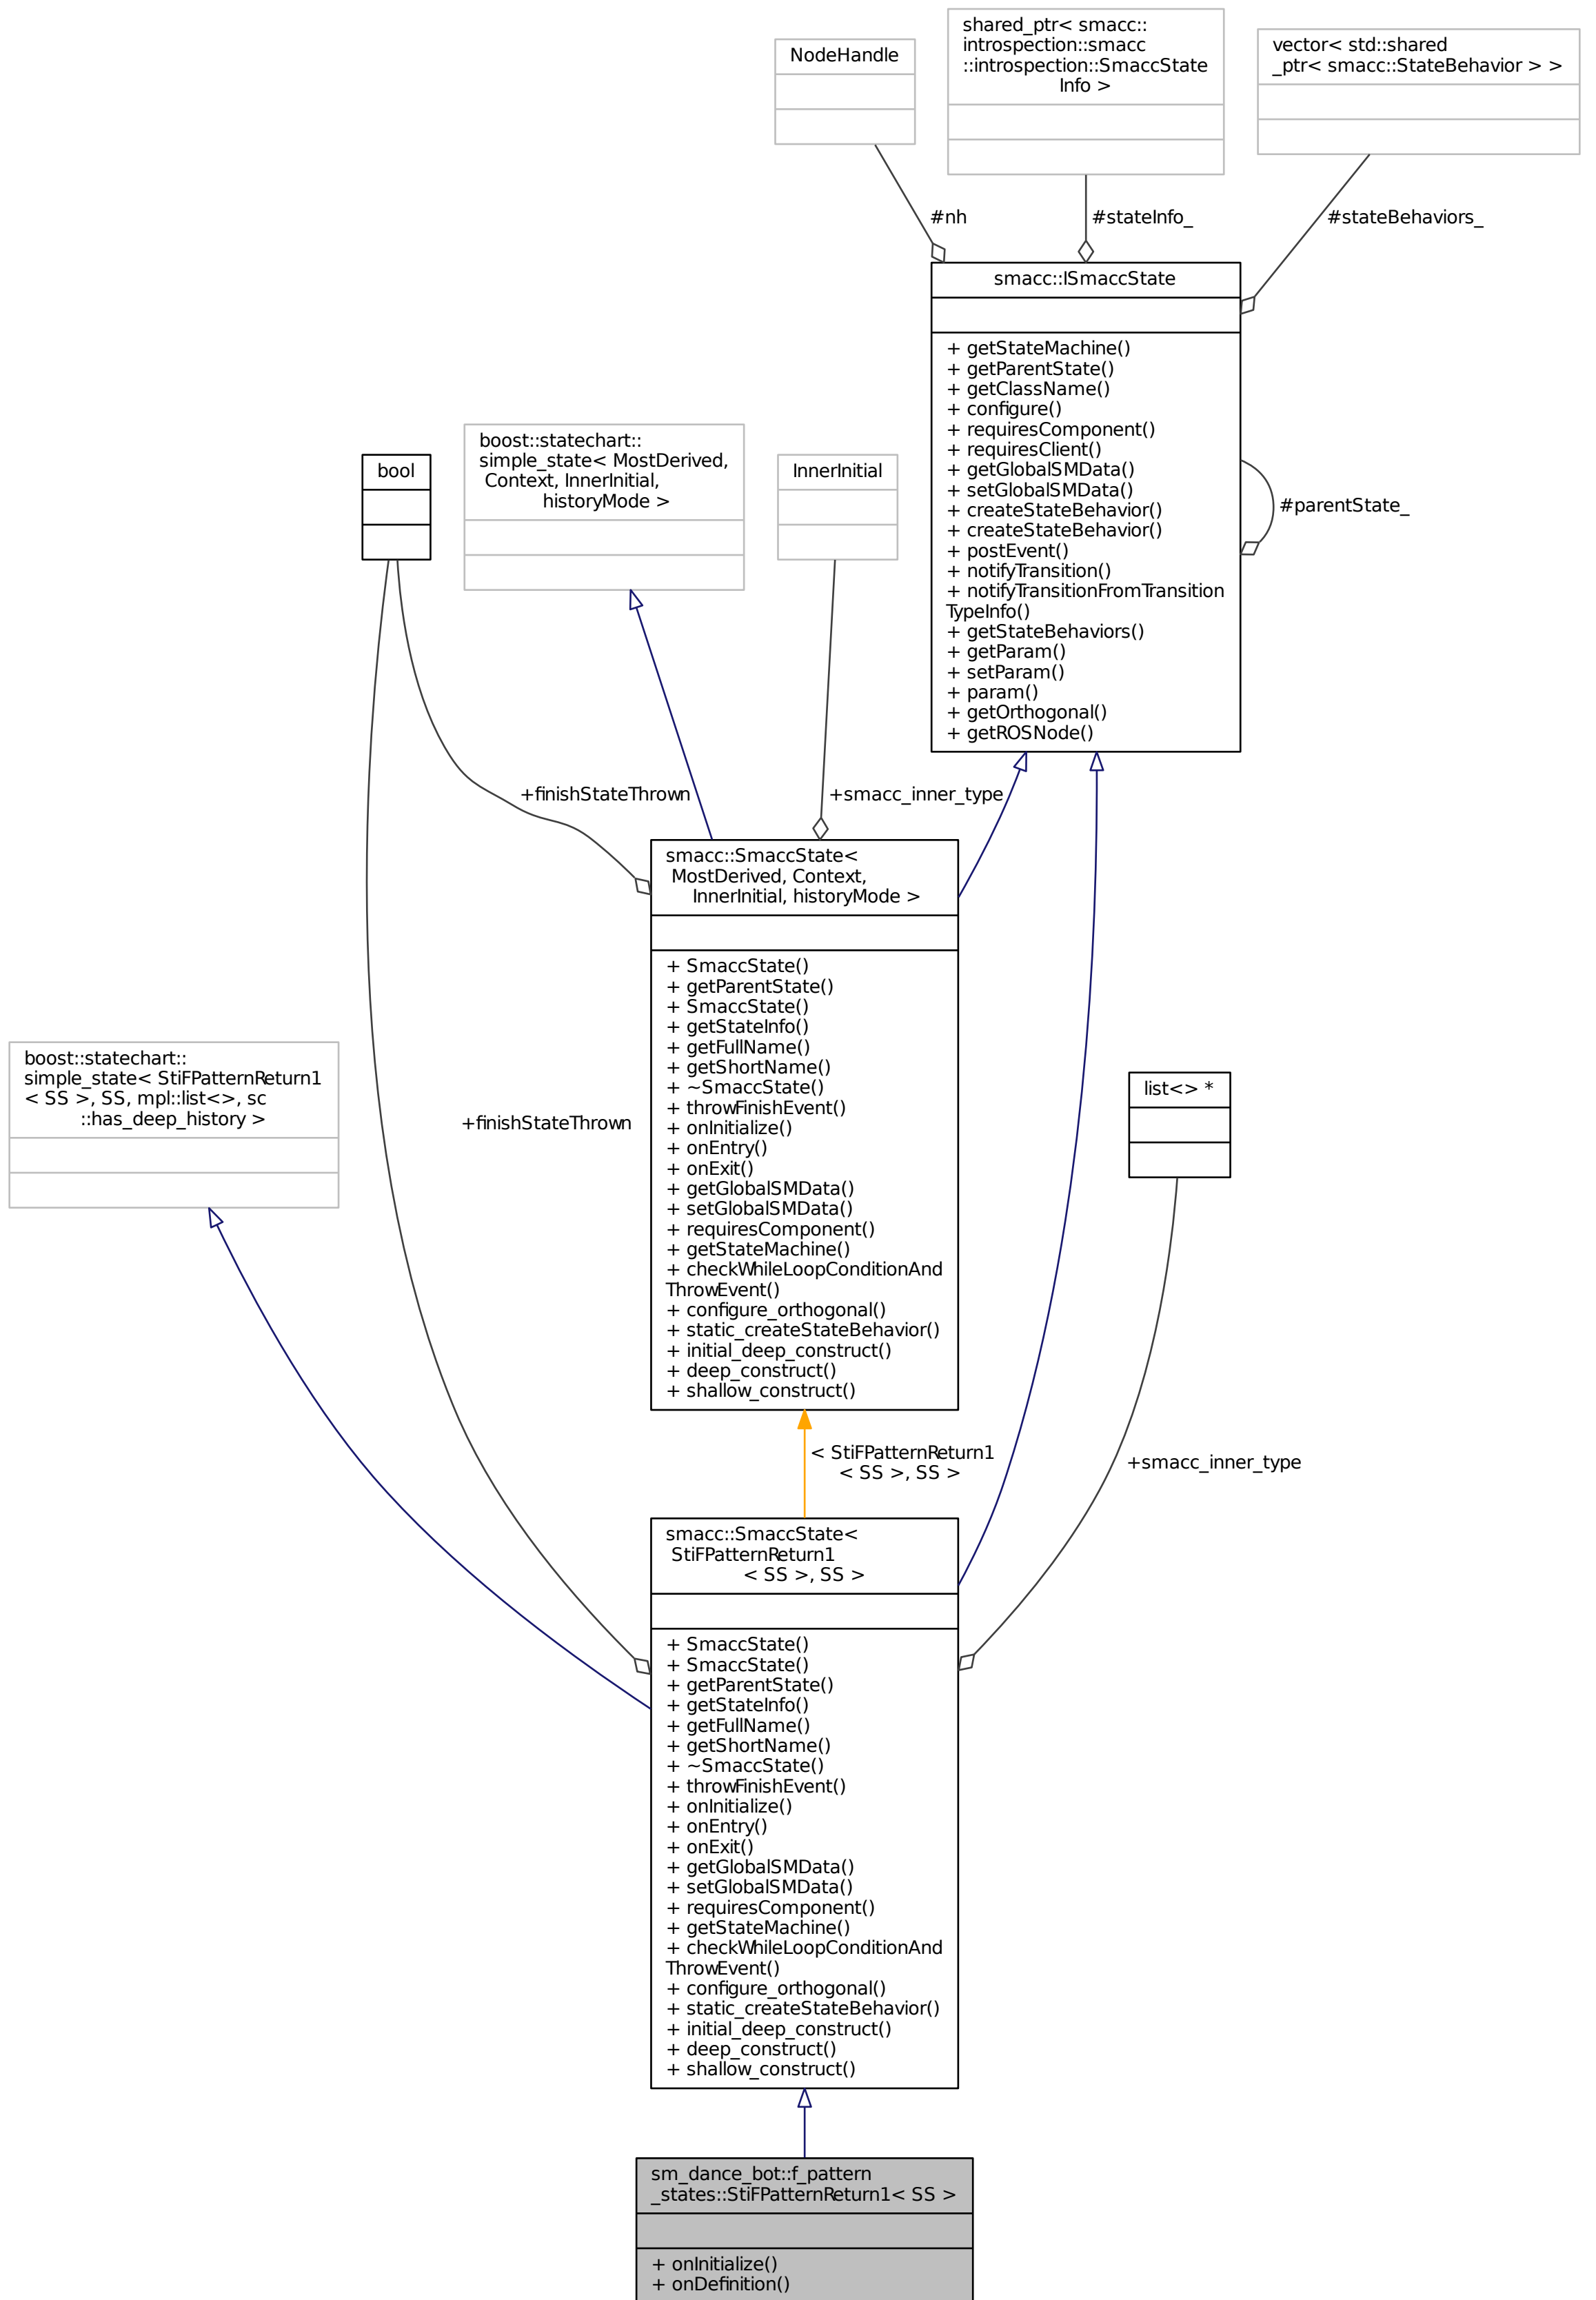 shared_ptr< smacc::
introspection::smacc
::introspection::SmaccState
Info >
NodeHandle
vector< std::shared
_ptr< smacc::StateBehavior > >
#nh
#stateInfo_
#stateBehaviors_
smacc::ISmaccState
+ getStateMachine()
+ getParentState()
+ getClassName()
+ configure()
+ requiresComponent()
+ requiresClient()
+ getGlobalSMData()
+ setGlobalSMData()
+ createStateBehavior()
+ createStateBehavior()
+ postEvent()
+ notifyTransition()
+ notifyTransitionFromTransition
TypeInfo()
+ getStateBehaviors()
+ getParam()
+ setParam()
+ param()
+ getOrthogonal()
+ getROSNode()
#parentState_
bool
boost::statechart::
simple_state< MostDerived,
Context, InnerInitial,
historyMode >
InnerInitial
+finishStateThrown
+smacc_inner_type
smacc::SmaccState<
MostDerived, Context,
InnerInitial, historyMode >
+ SmaccState()
+ getParentState()
+ SmaccState()
+ getStateInfo()
+ getFullName()
+ getShortName()
+ ~SmaccState()
+ throwFinishEvent()
+ onInitialize()
+ onEntry()
+ onExit()
+ getGlobalSMData()
+ setGlobalSMData()
+ requiresComponent()
+ getStateMachine()
+ checkWhileLoopConditionAnd
ThrowEvent()
+ configure_orthogonal()
+ static_createStateBehavior()
+ initial_deep_construct()
+ deep_construct()
+ shallow_construct()
boost::statechart::
simple_state< StiFPatternReturn1
< SS >, SS, mpl::list<>, sc
::has_deep_history >
+finishStateThrown
list<> *
< StiFPatternReturn1
< SS >, SS >
+smacc_inner_type
smacc::SmaccState<
StiFPatternReturn1
< SS >, SS >
+ SmaccState()
+ SmaccState()
+ getParentState()
+ getStateInfo()
+ getFullName()
+ getShortName()
+ ~SmaccState()
+ throwFinishEvent()
+ onInitialize()
+ onEntry()
+ onExit()
+ getGlobalSMData()
+ setGlobalSMData()
+ requiresComponent()
+ getStateMachine()
+ checkWhileLoopConditionAnd
ThrowEvent()
+ configure_orthogonal()
+ static_createStateBehavior()
+ initial_deep_construct()
+ deep_construct()
+ shallow_construct()
sm_dance_bot::f_pattern
_states::StiFPatternReturn1< SS >
+ onInitialize()
+ onDefinition()